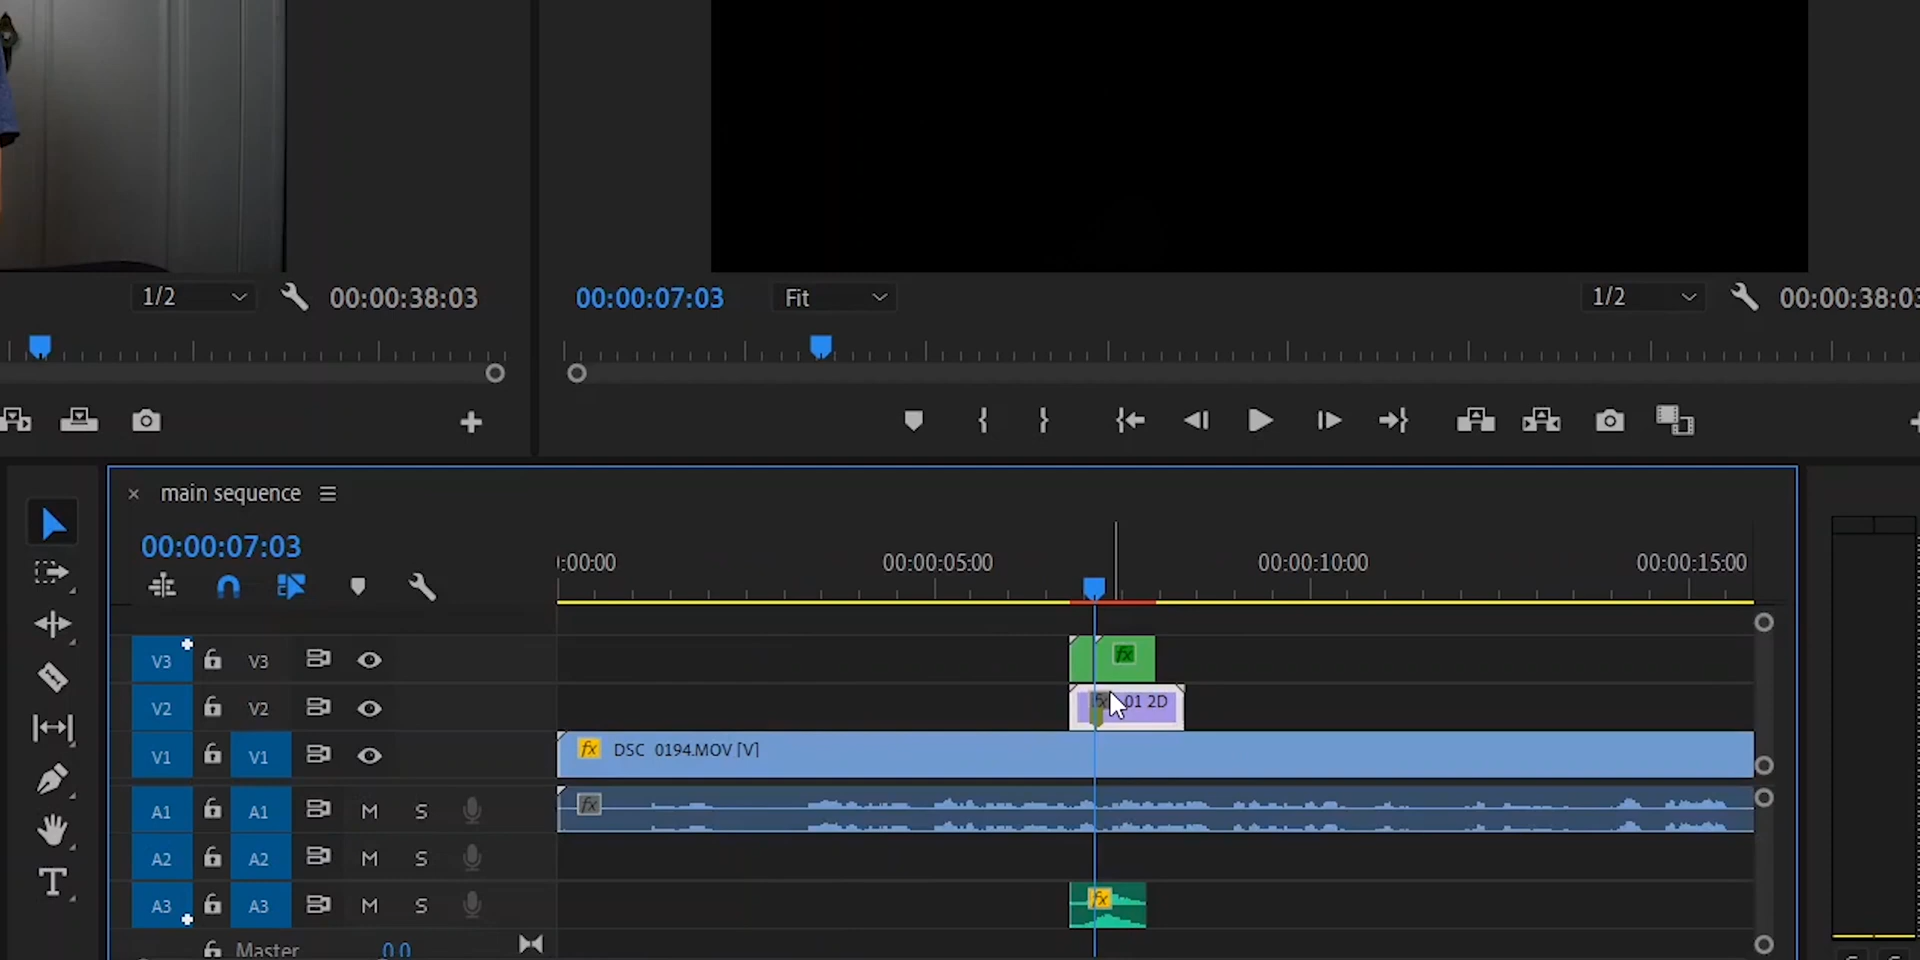 1/2
00:00:38:03
00:00:07:03
Fit
1/2
00:00:38:03
main sequence
00:00:07:03
:00:00
00:00:05:00
00:00:10:00
00:00:15:00
V3 V3 fx
V2 V2 fx 01 2D
V1 V1 fx DSC_0194.MOV [V]
A1 A1 M S fx
A2 A2 M S
A3 A3 M S fx
Master 0.0